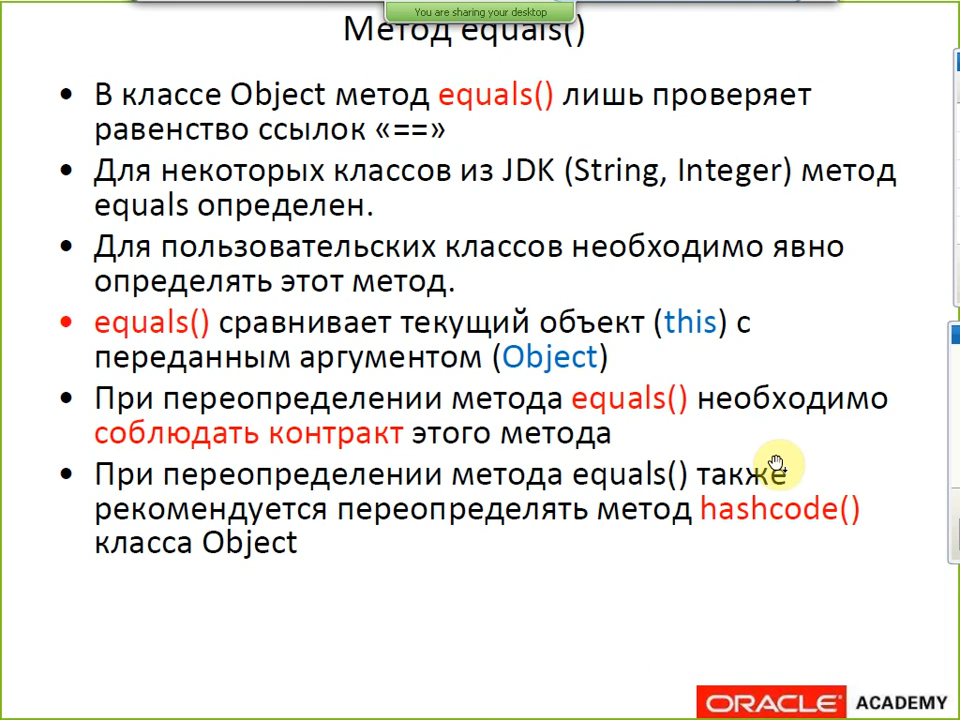 You are sharing your desktop
Метод equals()
• В классе Object метод equals() лишь проверяет
равенство ссылок «==»
• Для некоторых классов из JDK (String, Integer) метод
equals определен.
• Для пользовательских классов необходимо явно
определять этот метод.
• equals() сравнивает текущий объект (this) с
переданным аргументом (Object)
• При переопределении метода equals() необходимо
соблюдать контракт этого метода
• При переопределении метода equals() также
рекомендуется переопределять метод hashcode()
класса Object
ORACLE ACADEMY